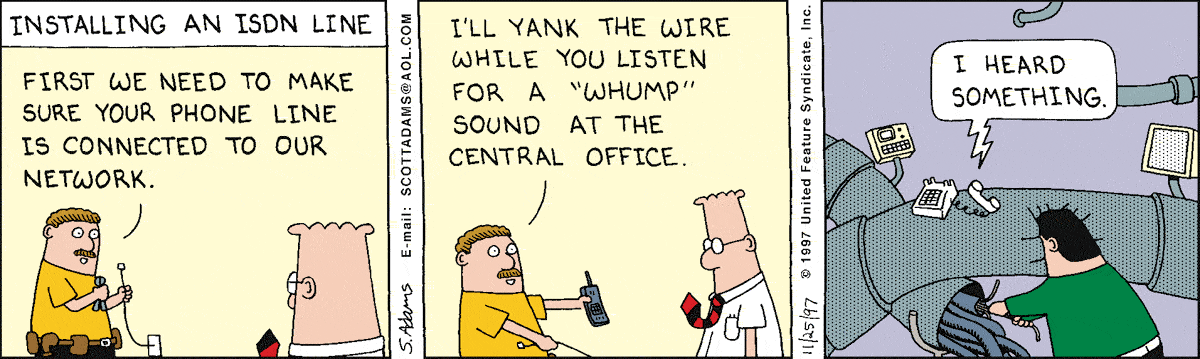 INSTALLING AN ISDN LINE
FIRST WE NEED TO MAKE
SURE YOUR PHONE LINE
IS CONNECTED TO OUR
NETWORK.
S.Adams E-mail: SCOTTADAMS@AOL.COM
I'LL YANK THE WIRE
WHILE YOU LISTEN
FOR A "WHUMP"
SOUND AT THE
CENTRAL OFFICE.
11/25/97 © 1997 United Feature Syndicate, Inc.
I HEARD
SOMETHING.